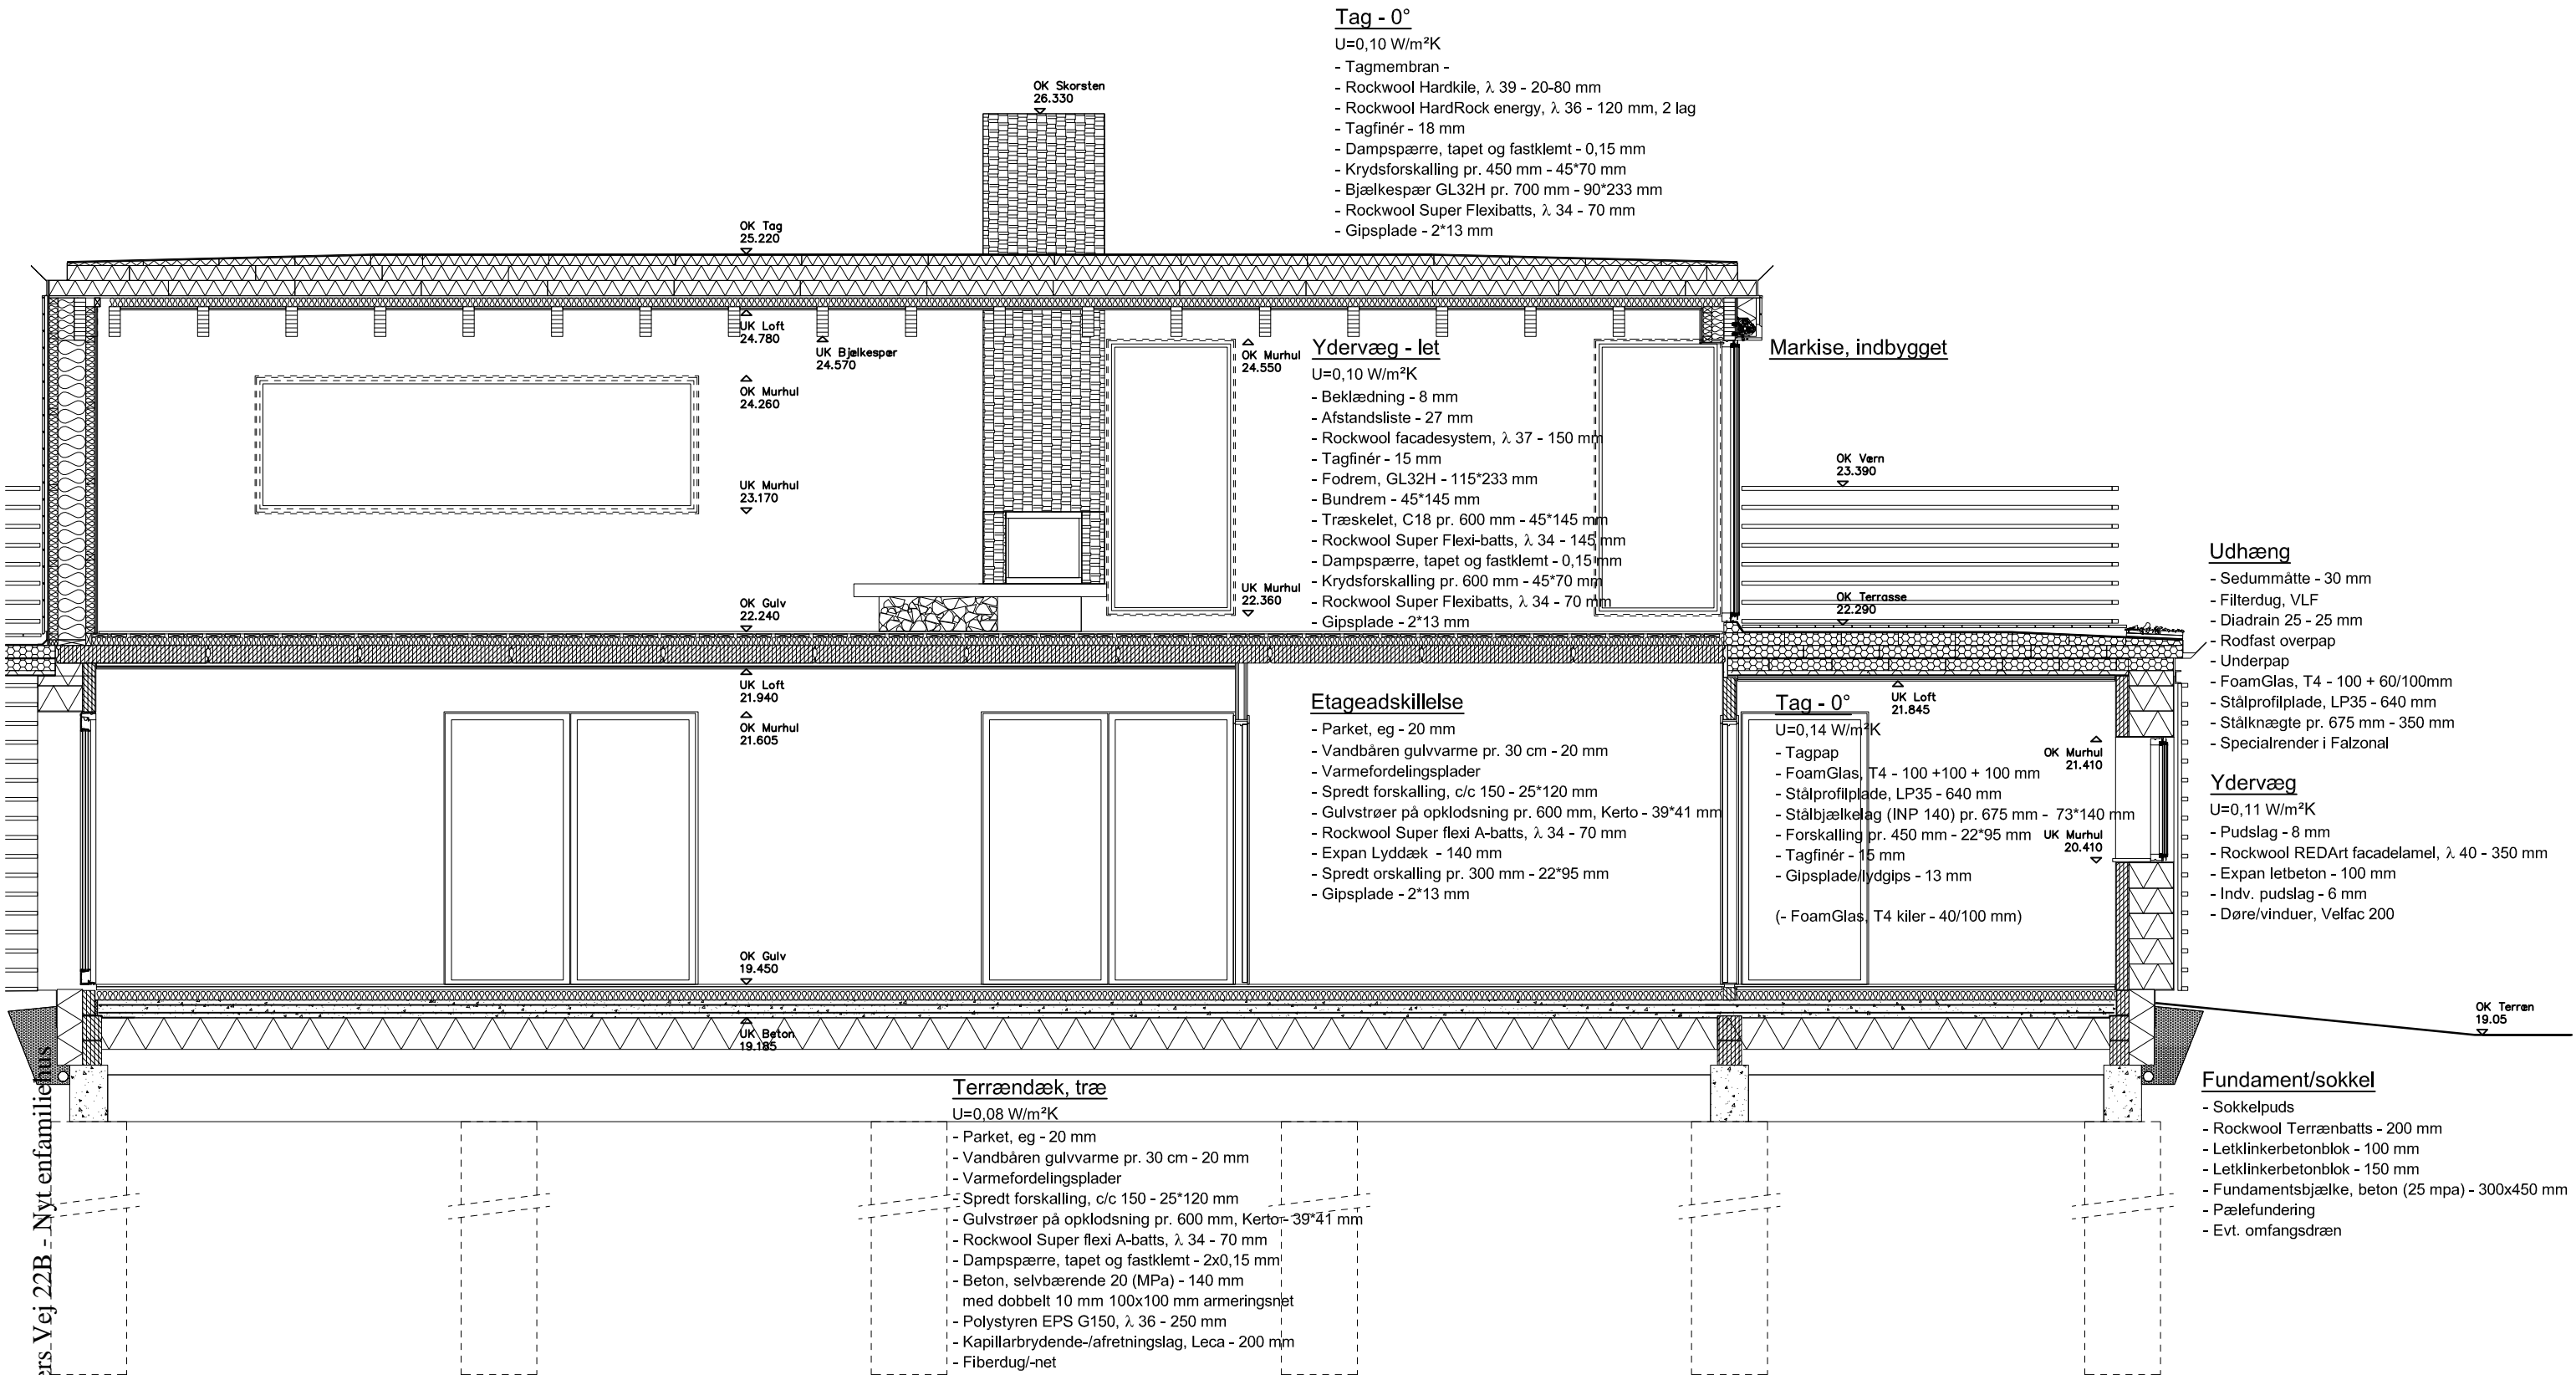 Tag - 0°
U=0,10 W/m²K
- Tagmembran -
- Rockwool Hardkile, λ 39 - 20-80 mm
- Rockwool HardRock energy, λ 36 - 120 mm, 2 lag
- Tagfinér - 18 mm
- Dampspærre, tapet og fastklemt - 0,15 mm
- Krydsforskalling pr. 450 mm - 45*70 mm
- Bjælkespær GL32H pr. 700 mm - 90*233 mm
- Rockwool Super Flexibatts, λ 34 - 70 mm
- Gipsplade - 2*13 mm
OK Skorsten
26.330
OK Tag
25.220
UK Loft
24.780
UK Bjælkespær
24.570
OK Murhul
24.260
UK Murhul
23.170
OK Gulv
22.240
OK Murhul
24.550
UK Murhul
22.360
Ydervæg - let
U=0,10 W/m²K
- Beklædning - 8 mm
- Afstandsliste - 27 mm
- Rockwool facadesystem, λ 37 - 150 mm
- Tagfinér - 15 mm
- Fodrem, GL32H - 115*233 mm
- Bundrem - 45*145 mm
- Træskelet, C18 pr. 600 mm - 45*145 mm
- Rockwool Super Flexi-batts, λ 34 - 145 mm
- Dampspærre, tapet og fastklemt - 0,15 mm
- Krydsforskalling pr. 600 mm - 45*70 mm
- Rockwool Super Flexibatts, λ 34 - 70 mm
- Gipsplade - 2*13 mm
Markise, indbygget
OK Værn
23.390
OK Terrasse
22.290
Udhæng
- Sedummåtte - 30 mm
- Filterdug, VLF
- Diadrain 25 - 25 mm
- Rodfast overpap
- Underpap
- FoamGlas, T4 - 100 + 60/100mm
- Stålprofilplade, LP35 - 640 mm
- Stålknægte pr. 675 mm - 350 mm
- Specialrender i Falzonal
Ydervæg
U=0,11 W/m²K
- Pudslag - 8 mm
- Rockwool REDArt facadelamel, λ 40 - 350 mm
- Expan letbeton - 100 mm
- Indv. pudslag - 6 mm
- Døre/vinduer, Velfac 200
UK Loft
21.940
OK Murhul
21.605
OK Gulv
19.450
UK Beton
19.185
Etageadskillelse
- Parket, eg - 20 mm
- Vandbåren gulvvarme pr. 30 cm - 20 mm
- Varmefordelingsplader
- Spredt forskalling, c/c 150 - 25*120 mm
- Gulvstrøer på opklodsning pr. 600 mm, Kerto - 39*41 mm
- Rockwool Super flexi A-batts, λ 34 - 70 mm
- Expan Lyddæk - 140 mm
- Spredt orskalling pr. 300 mm - 22*95 mm
- Gipsplade - 2*13 mm
UK Loft
21.845
Tag - 0°
U=0,14 W/m²K
- Tagpap
- FoamGlas, T4 - 100 +100 + 100 mm
- Stålprofilplade, LP35 - 640 mm
- Stålbjælkelag (INP 140) pr. 675 mm - 73*140 mm
- Forskalling pr. 450 mm - 22*95 mm
- Tagfinér - 15 mm
- Gipsplade/lydgips - 13 mm
(- FoamGlas, T4 kiler - 40/100 mm)
OK Murhul
21.410
UK Murhul
20.410
OK Terræn
19.05
Terrændæk, træ
U=0,08 W/m²K
- Parket, eg - 20 mm
- Vandbåren gulvvarme pr. 30 cm - 20 mm
- Varmefordelingsplader
- Spredt forskalling, c/c 150 - 25*120 mm
- Gulvstrøer på opklodsning pr. 600 mm, Kerto - 39*41 mm
- Rockwool Super flexi A-batts, λ 34 - 70 mm
- Dampspærre, tapet og fastklemt - 2x0,15 mm
- Beton, selvbærende 20 (MPa) - 140 mm
med dobbelt 10 mm 100x100 mm armeringsnet
- Polystyren EPS G150, λ 36 - 250 mm
- Kapillarbrydende-/afretningslag, Leca - 200 mm
- Fiberdug/-net
Fundament/sokkel
- Sokkelpuds
- Rockwool Terrænbatts - 200 mm
- Letklinkerbetonblok - 100 mm
- Letklinkerbetonblok - 150 mm
- Fundamentsbjælke, beton (25 mpa) - 300x450 mm
- Pælefundering
- Evt. omfangsdræn
ers Vej 22B - Nyt enfamiliehus